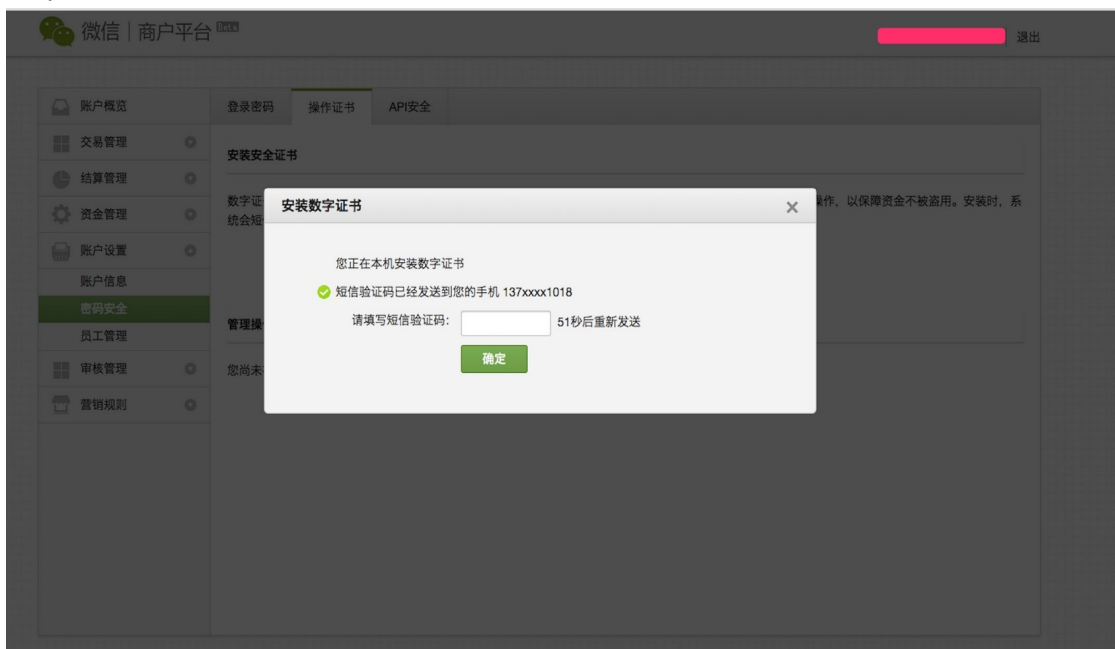 微信 | 商户平台 Beta
退出
账户概览
交易管理
结算管理
资金管理
账户设置
账户信息
密码安全
员工管理
审核管理
营销规则
登录密码 操作证书 API安全
安装安全证书
数字证
操作，以保障资金不被盗用。安装时，系
统会短
安装数字证书
您正在本机安装数字证书
短信验证码已经发送到您的手机 137xxxx1018
请填写短信验证码： 51秒后重新发送
确定
管理操
您尚未